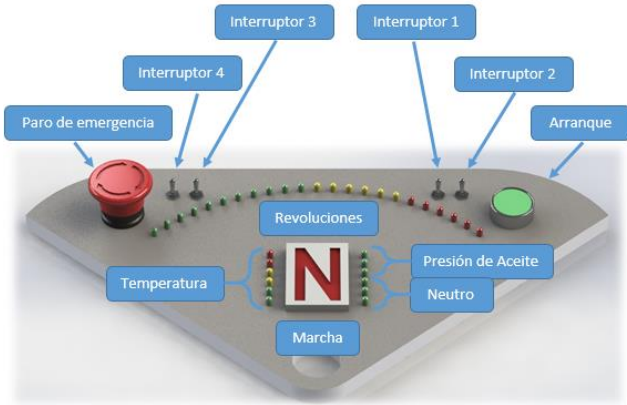 Interruptor 3
Interruptor 1
Interruptor 4
Interruptor 2
Paro de emergencia
Arranque
Revoluciones
Temperatura
N
Presión de Aceite
Neutro
Marcha